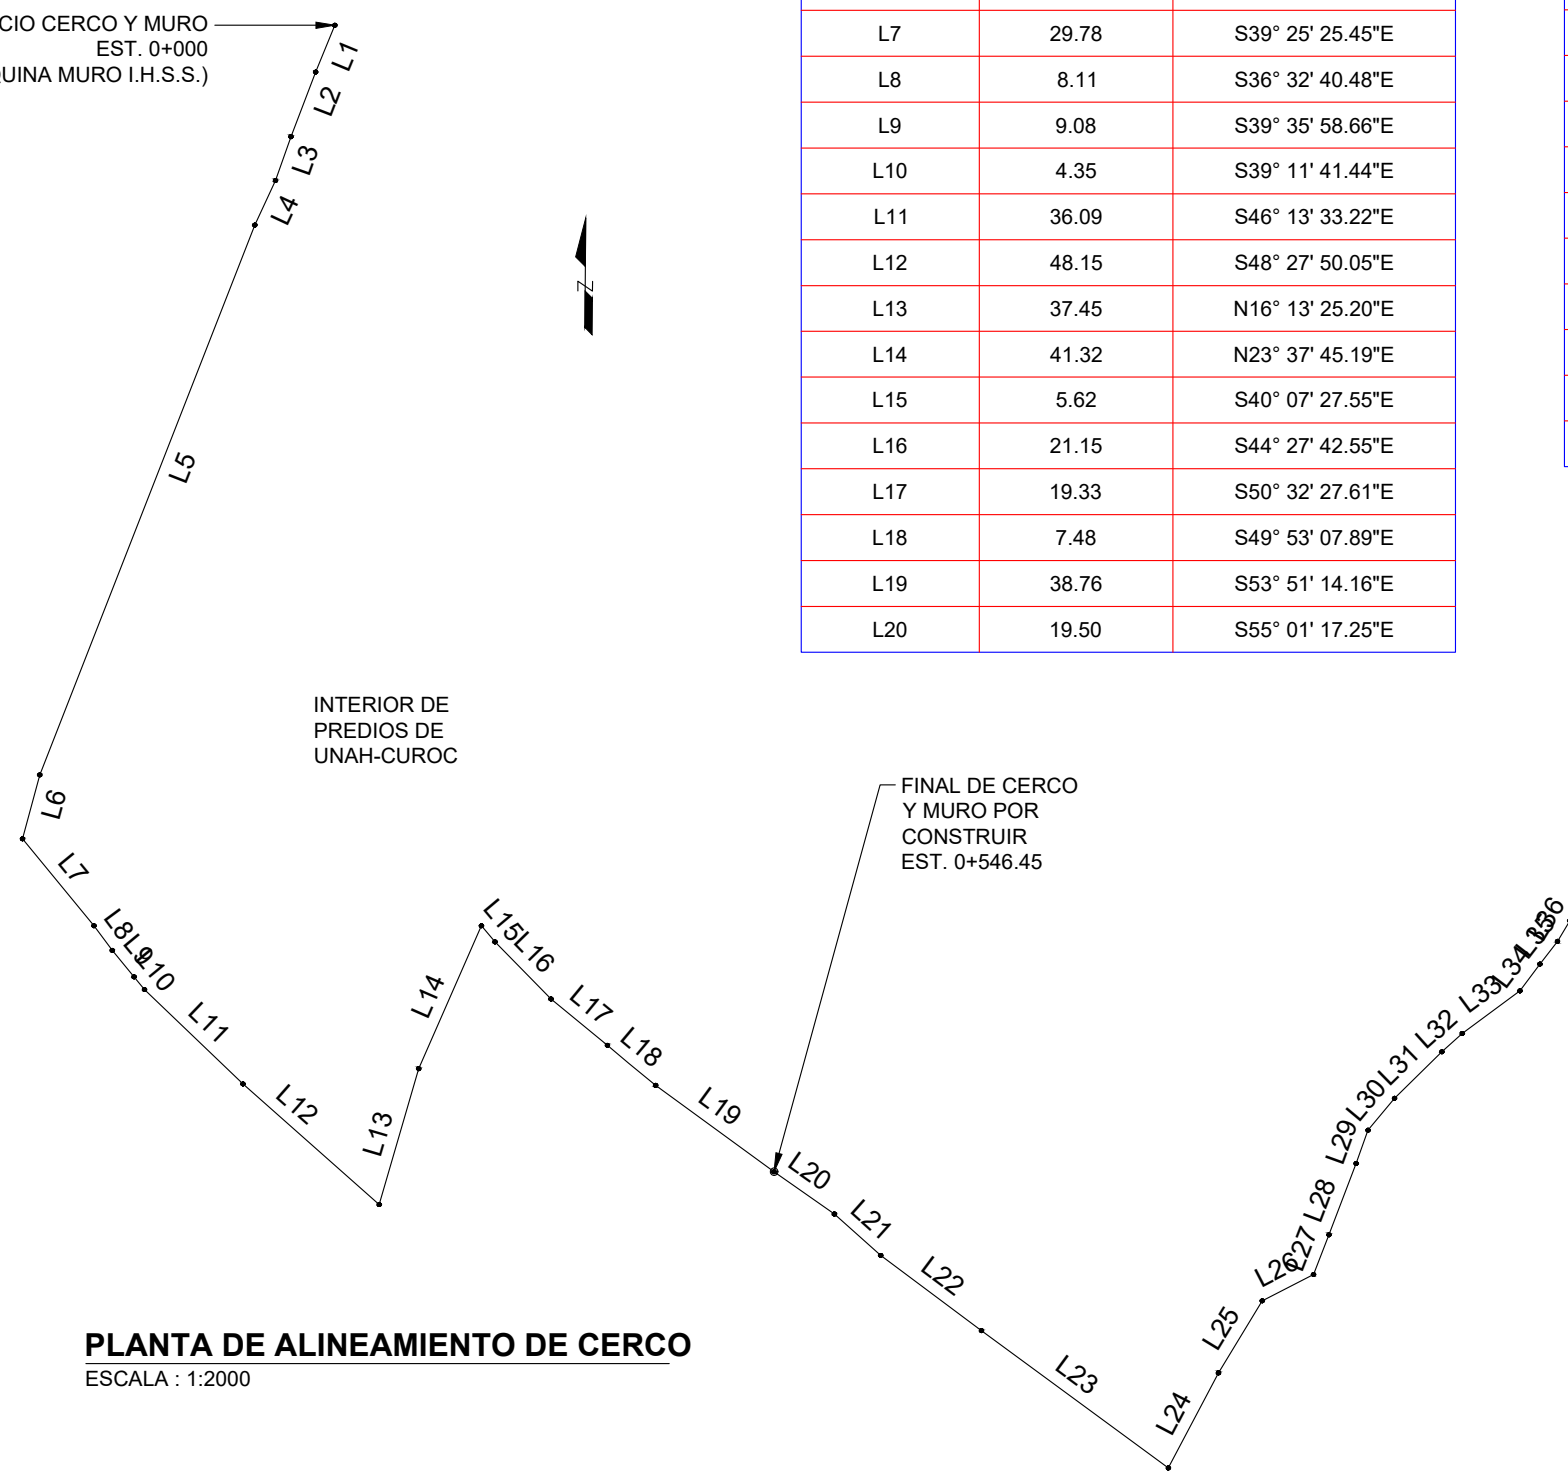 CIO CERCO Y MURO
EST. 0+000
UINA MURO I.H.S.S.)
L7 29.78 S39° 25' 25.45"E
L8 8.11 S36° 32' 40.48"E
L9 9.08 S39° 35' 58.66"E
L10 4.35 S39° 11' 41.44"E
L11 36.09 S46° 13' 33.22"E
L12 48.15 S48° 27' 50.05"E
L13 37.45 N16° 13' 25.20"E
L14 41.32 N23° 37' 45.19"E
L15 5.62 S40° 07' 27.55"E
L16 21.15 S44° 27' 42.55"E
L17 19.33 S50° 32' 27.61"E
L18 7.48 S49° 53' 07.89"E
L19 38.76 S53° 51' 14.16"E
L20 19.50 S55° 01' 17.25"E
L1
L2
L3
L4
N
L5
L6
INTERIOR DE
PREDIOS DE
UNAH-CUROC
FINAL DE CERCO
Y MURO POR
CONSTRUIR
EST. 0+546.45
L7
L8
L9
L10
L11
L12
L13
L14
L15
L16
L17
L18
L19
L20
L21
L22
L23
L24
L25
L26
L27
L28
L29
L30
L31
L32
L33
L34
L35
L36
PLANTA DE ALINEAMIENTO DE CERCO
ESCALA : 1:2000